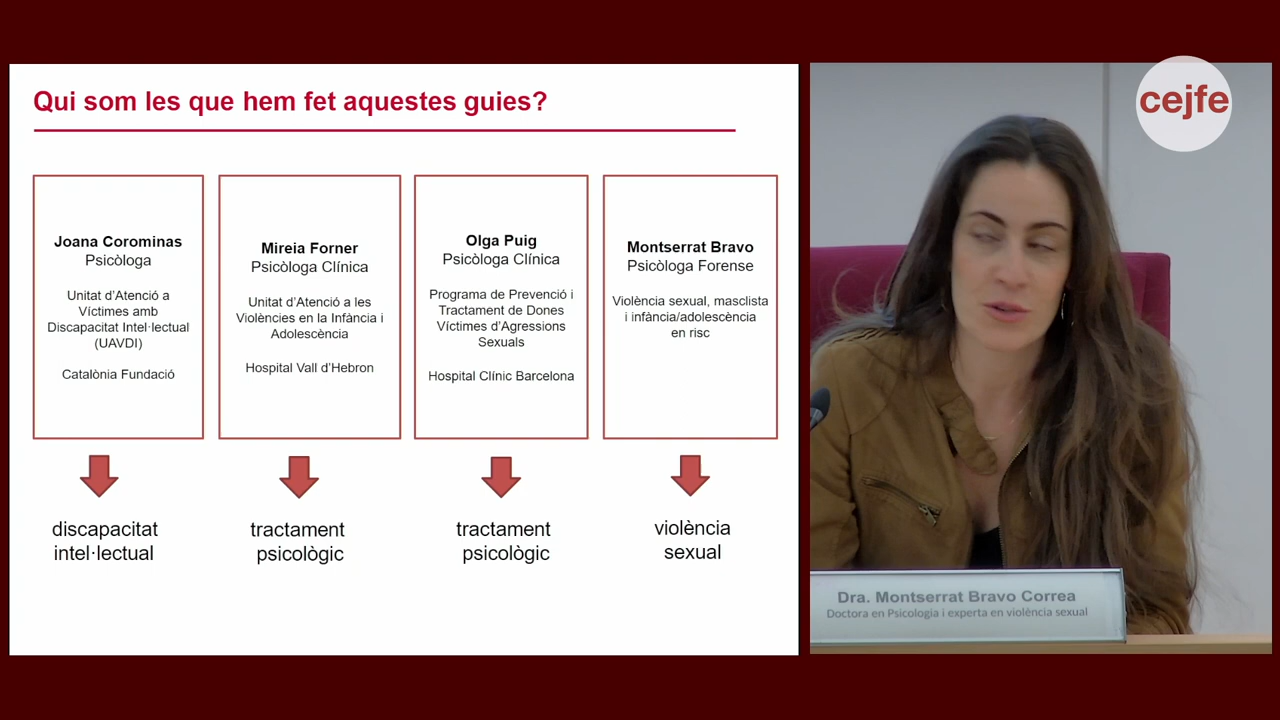 Qui som les que hem fet aquestes guies?
Joana Corominas
Psicòloga
Unitat d'Atenció a
Víctimes amb
Discapacitat Intel·lectual
(UAVDI)
Catalònia Fundació
Mireia Forner
Psicòloga Clínica
Unitat d'Atenció a les
Violències en la Infància i
Adolescència
Hospital Vall d'Hebron
Olga Puig
Psicòloga Clínica
Programa de Prevenció i
Tractament de Dones
Víctimes d'Agressions
Sexuals
Hospital Clínic Barcelona
Montserrat Bravo
Psicòloga Forense
Violència sexual, masclista
i infància/adolescència
en risc
discapacitat
intel·lectual
tractament
psicològic
tractament
psicològic
violència
sexual
cejfe
Dra. Montserrat Bravo Correa
Doctora en Psicologia i experta en violència sexual